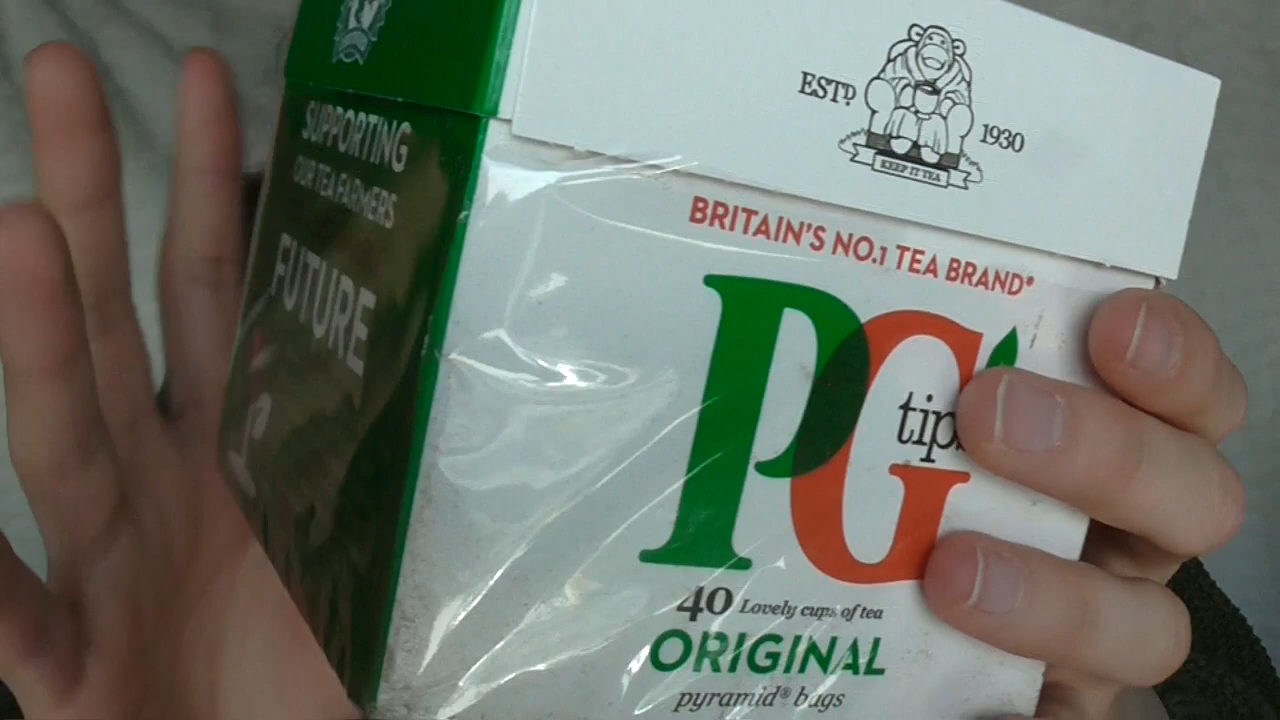 SUPPORTING
OUR TEA FARMERS
FUTURE
ESTD 1930
KEEP IT TEA
BRITAIN'S NO.1 TEA BRAND*
PG
tips
40 Lovely cups of tea
ORIGINAL
pyramid® bags